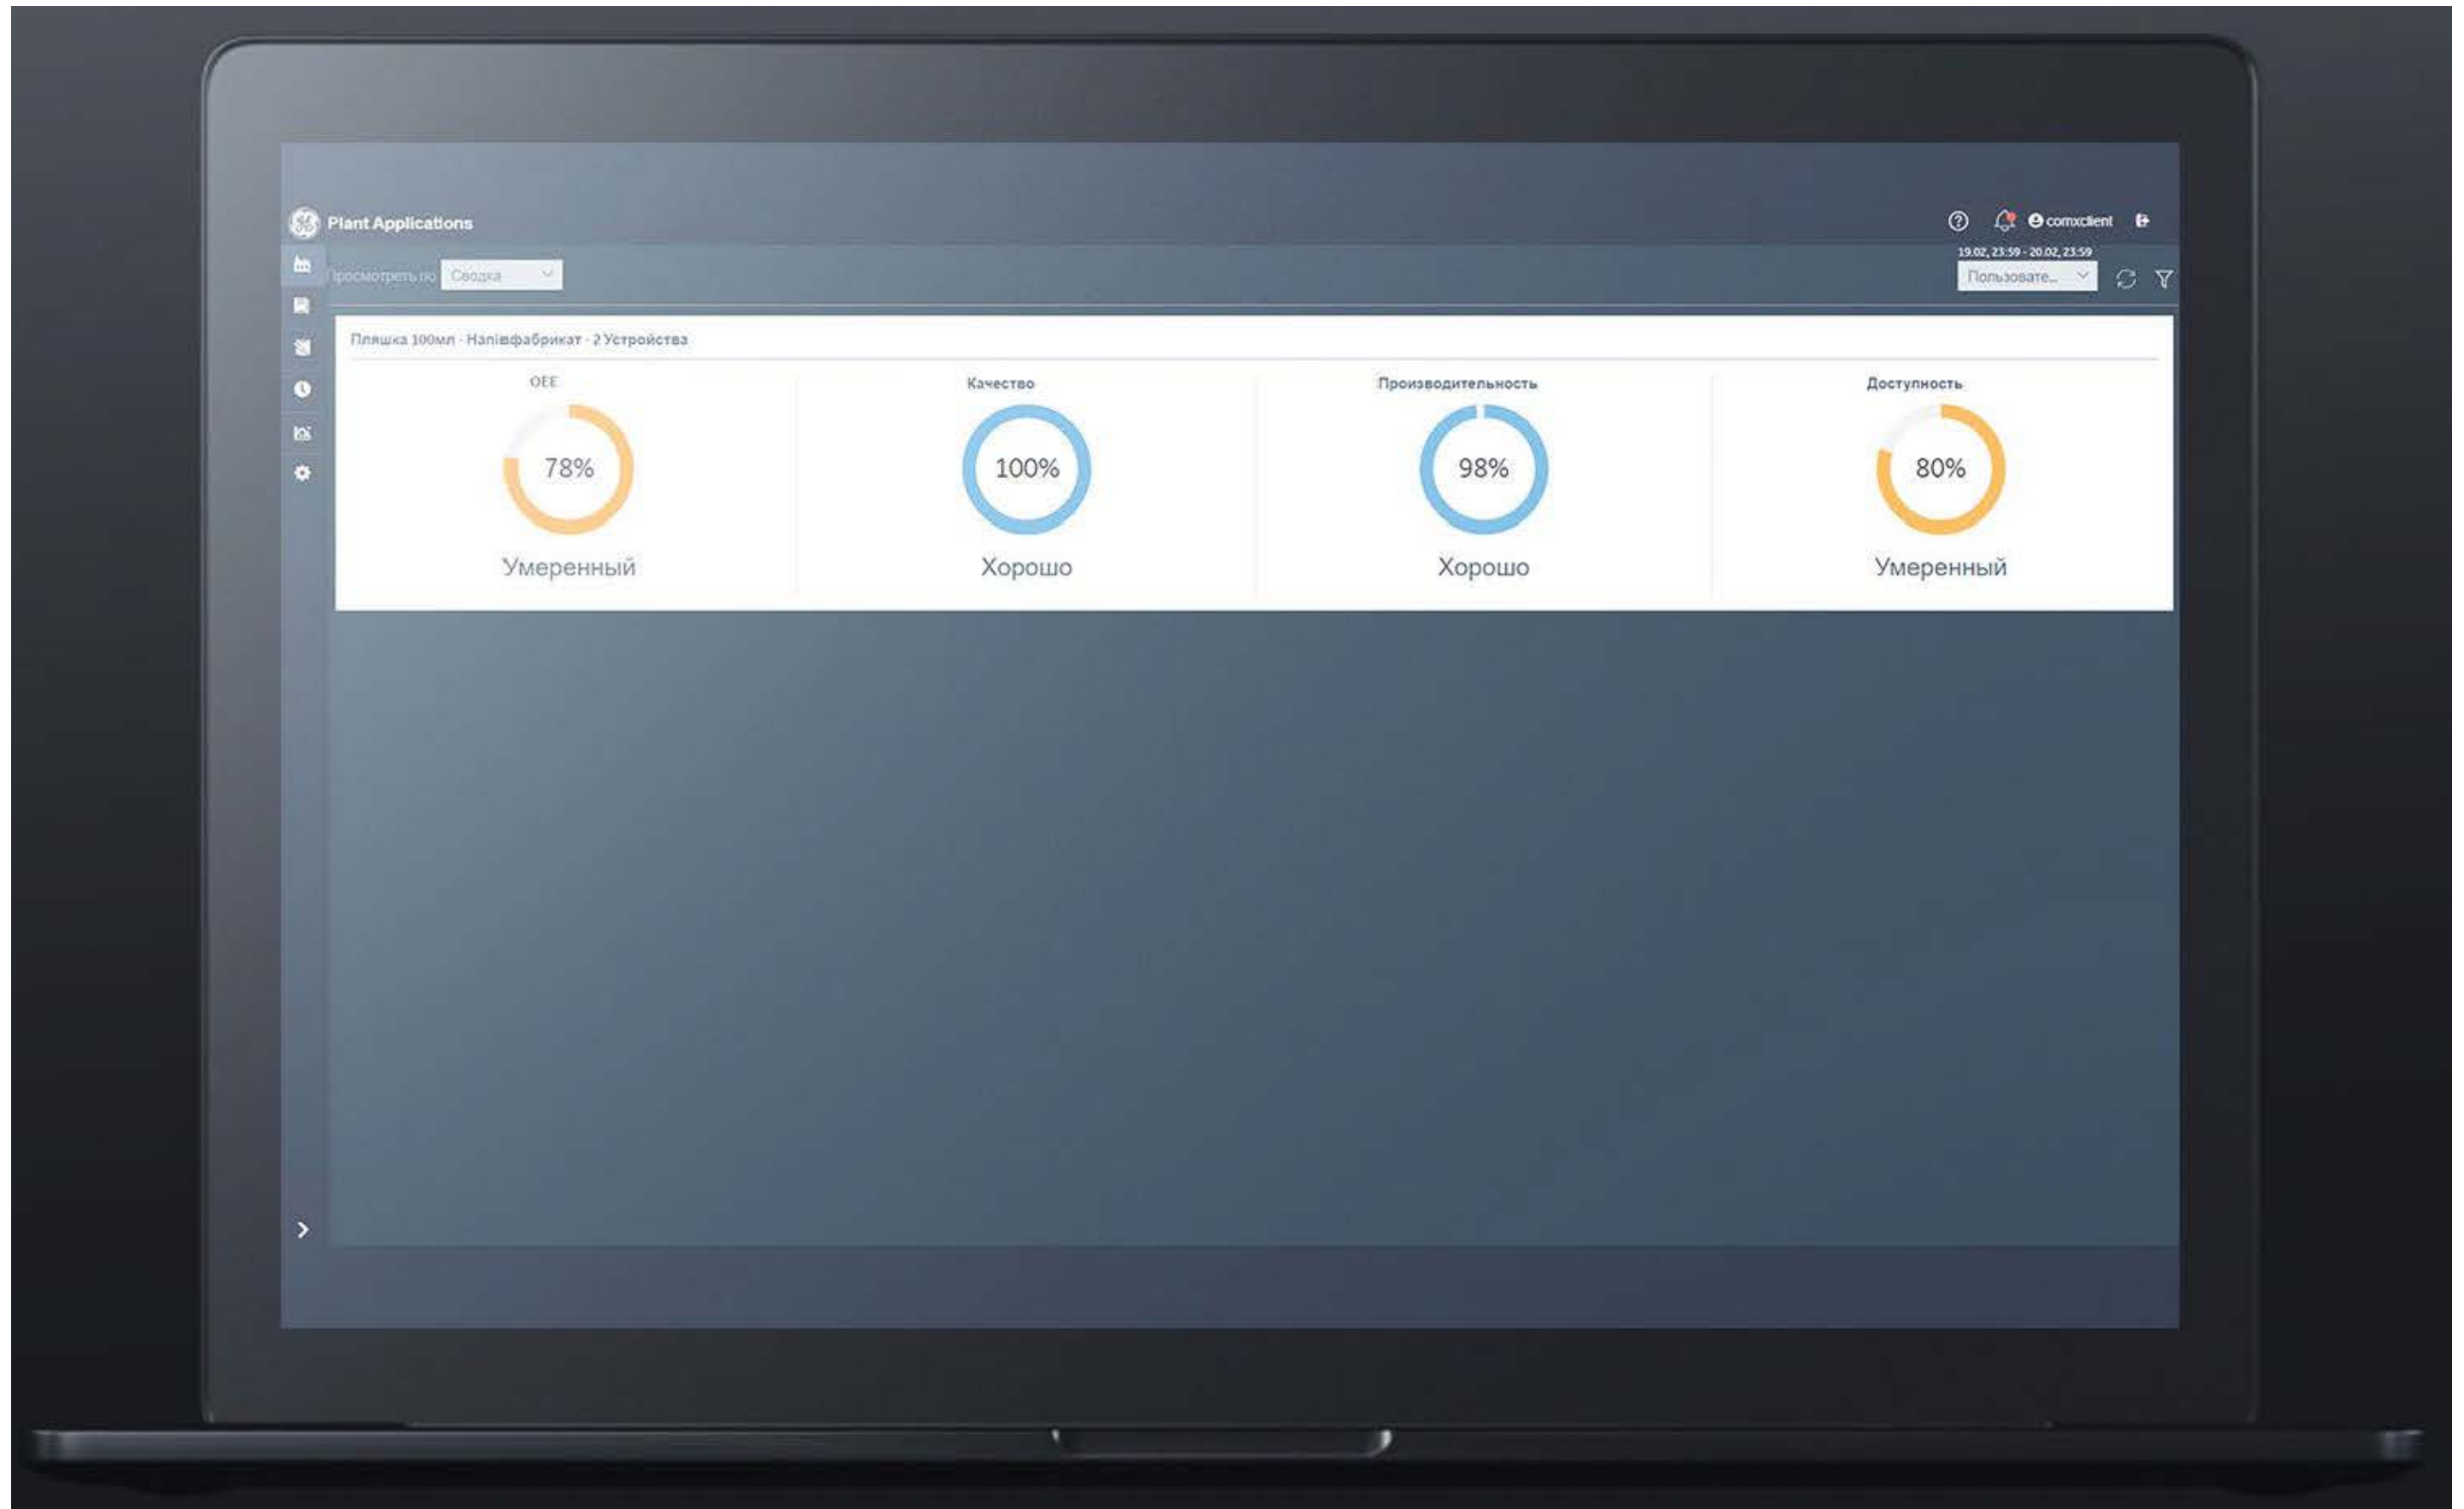 Plant Applications
comxclient
19.02, 23:59 - 20.02, 23:59
Просмотреть по Сводка
Пользовате...
Пляшка 100мл - Напівфабрикат - 2 Устройства
OEE
Качество
Производительность
Доступность
78%
100%
98%
80%
Умеренный
Хорошо
Хорошо
Умеренный